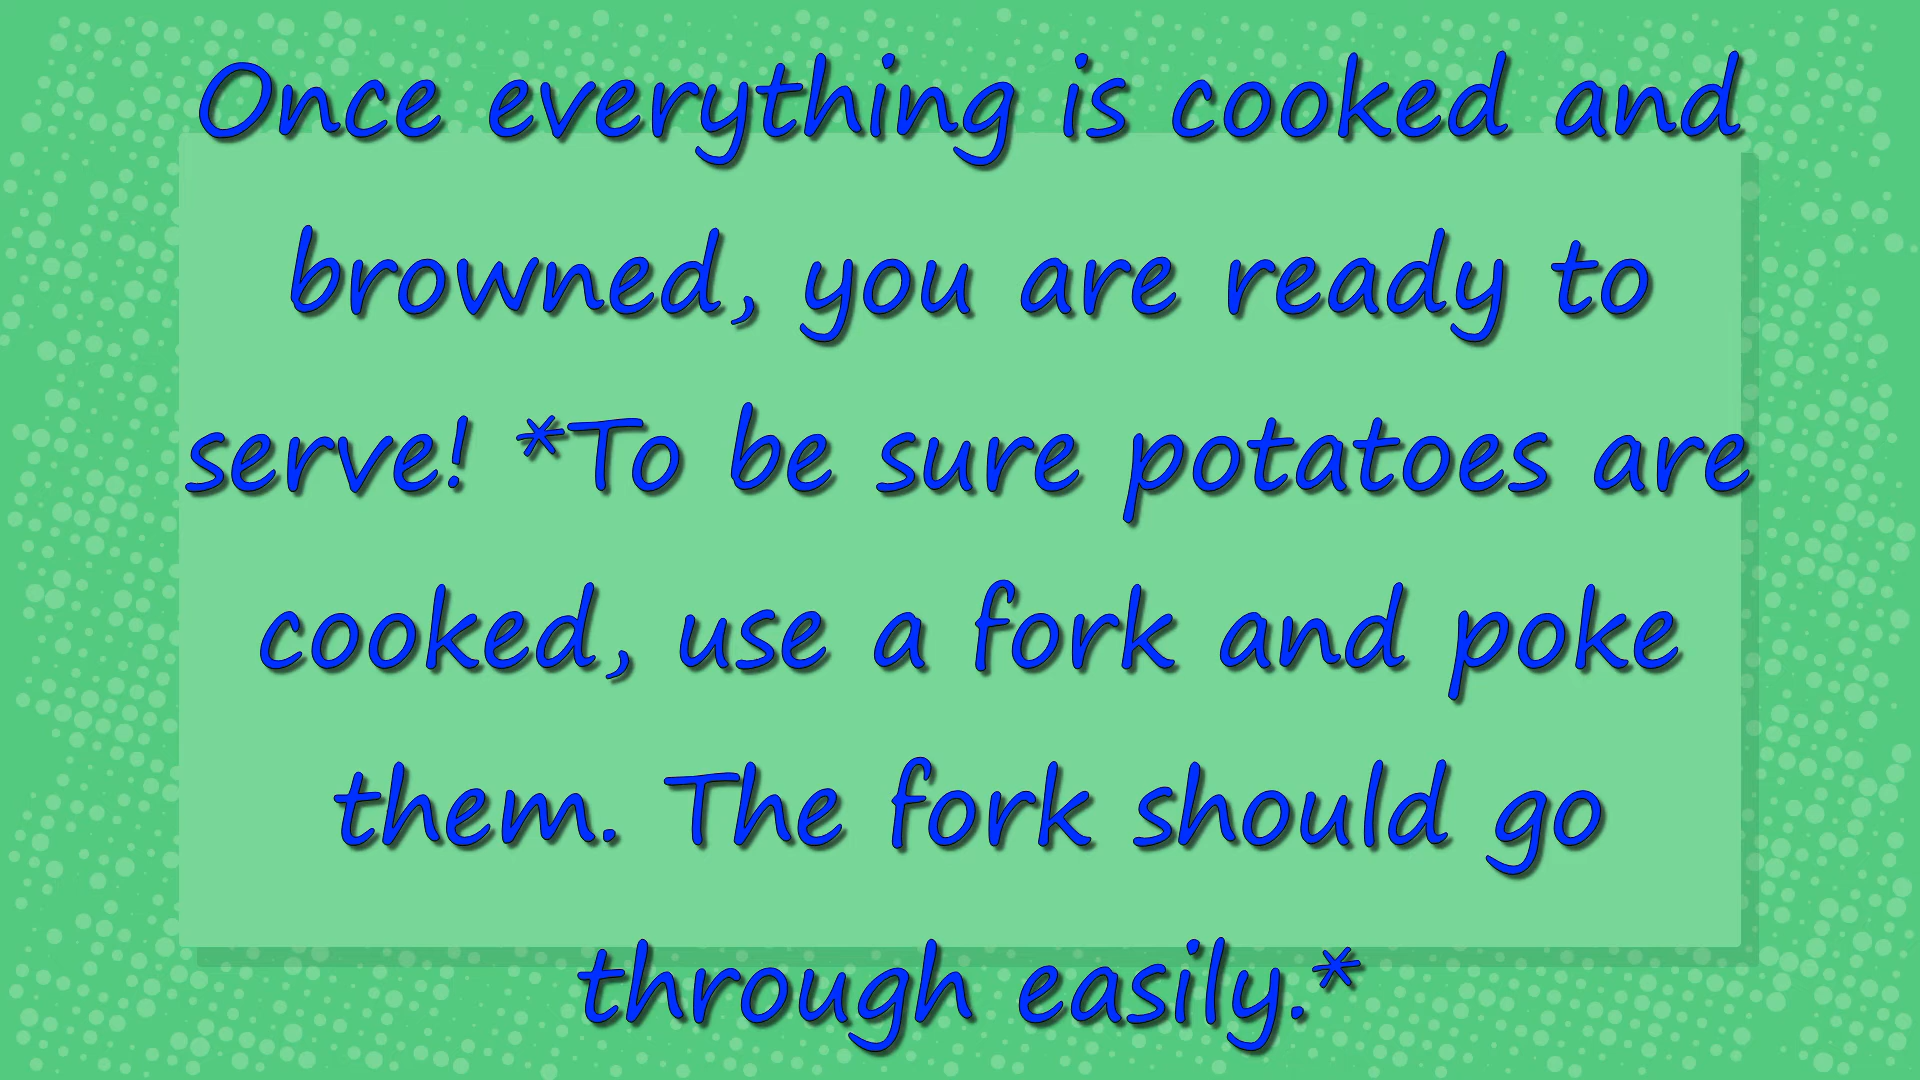 Once everything is cooked and
browned, you are ready to
serve! *To be sure potatoes are
cooked, use a fork and poke
them. The fork should go
through easily.*